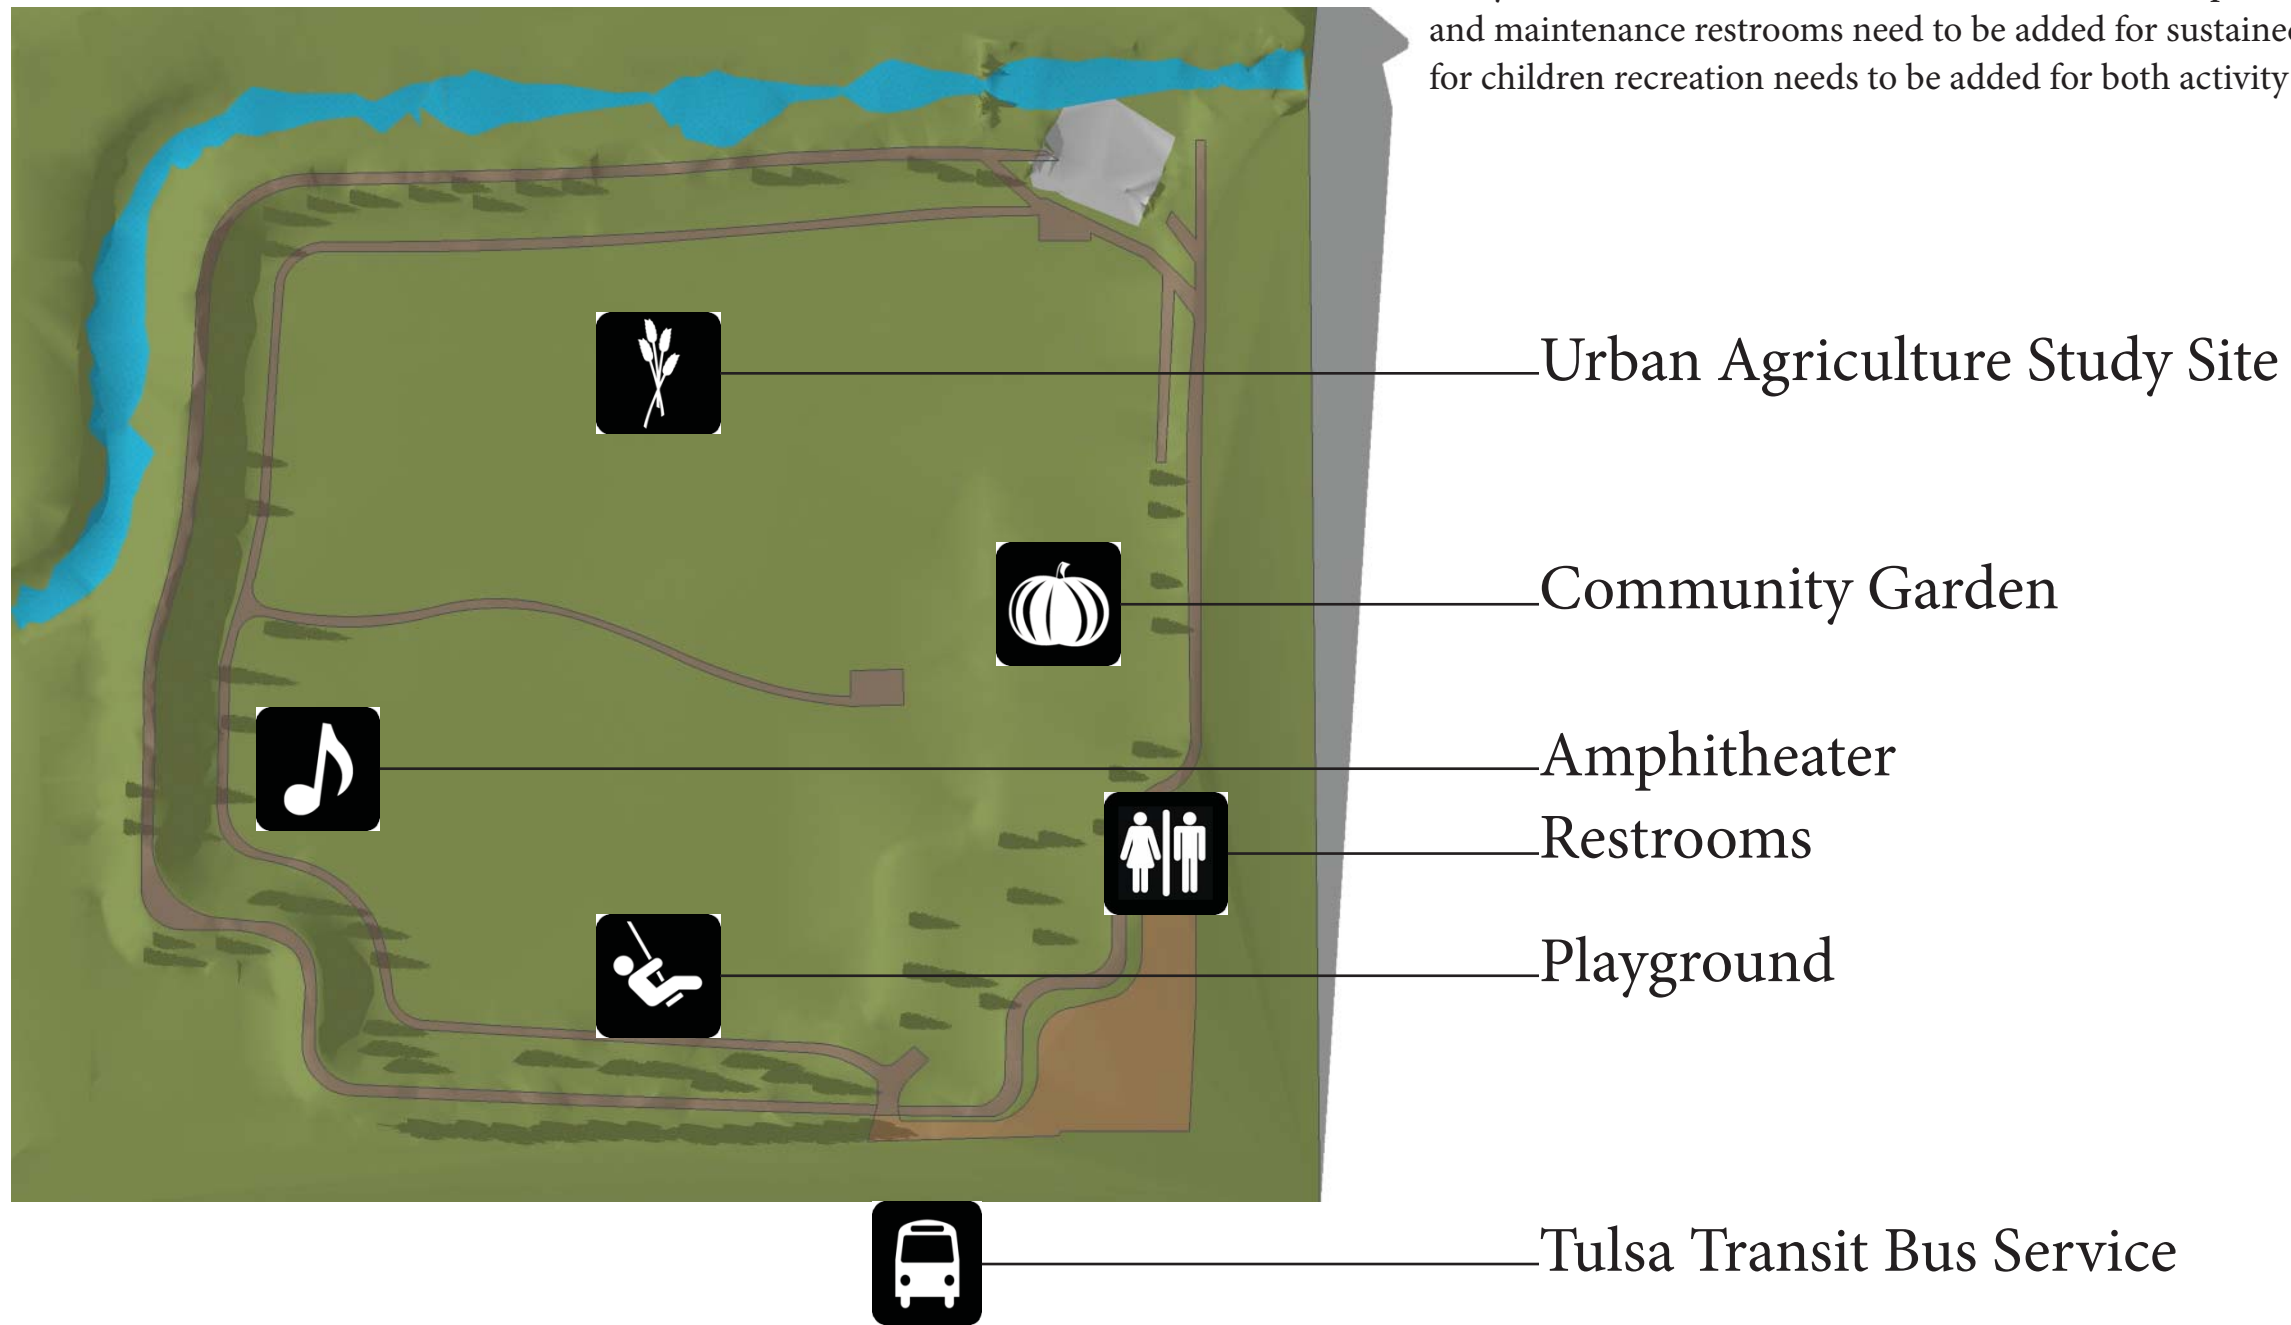 and maintenance restrooms need to be added for sustained
for children recreation needs to be added for both activity
Urban Agriculture Study Site
Community Garden
Amphitheater
Restrooms
Playground
Tulsa Transit Bus Service